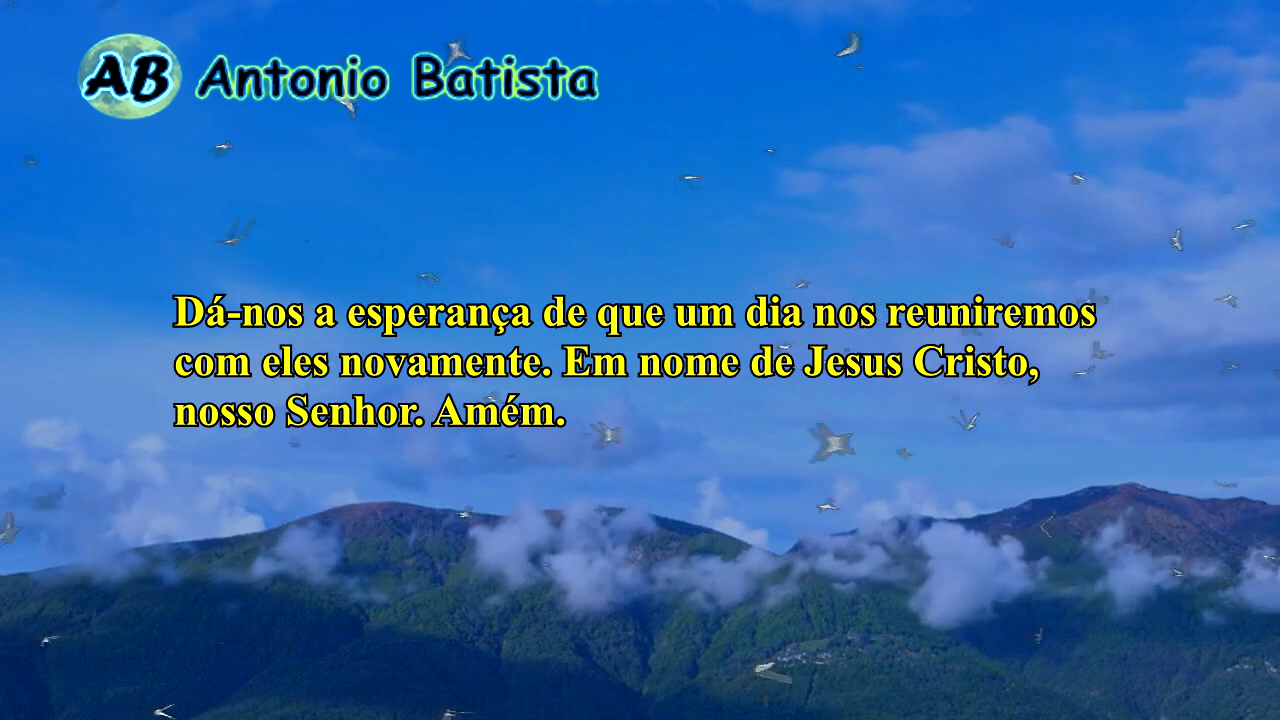 AB Antonio Batista
Dá-nos a esperança de que um dia nos reuniremos
com eles novamente. Em nome de Jesus Cristo,
nosso Senhor. Amém.